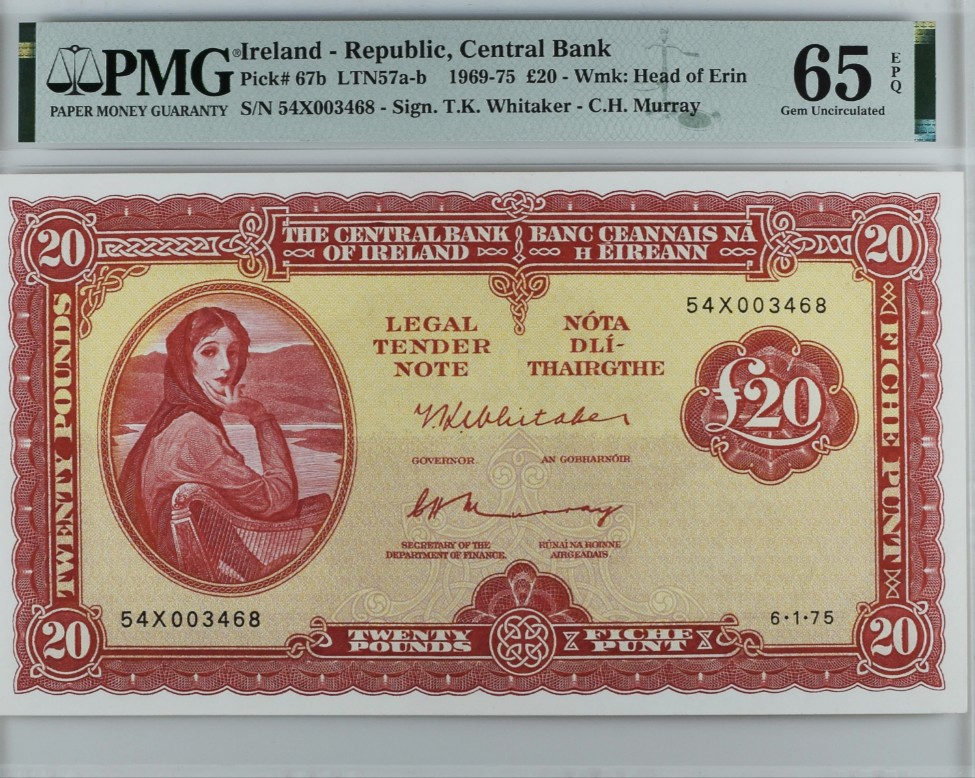 PMG®
PAPER MONEY GUARANTY
Ireland - Republic, Central Bank
Pick# 67b LTN57a-b 1969-75 £20 - Wmk: Head of Erin
S/N 54X003468 - Sign. T.K. Whitaker - C.H. Murray
65
EPQ
Gem Uncirculated
20
THE CENTRAL BANK
OF IRELAND
BANC CEANNAIS NA
H ÉIREANN
20
TWENTY POUNDS
54X003468
LEGAL
TENDER
NOTE
NÓTA
DLÍ-
THAIRGTHE
£20
FICHE PUNT
T.K. Whitaker
GOVERNOR
AN GOBHARNÓIR
C H Murray
SECRETARY OF THE
DEPARTMENT OF FINANCE.
RÚNAÍ NA ROINNE
AIRGEADAIS.
54X003468
6·1·75
20
TWENTY
POUNDS
FICHE
PUNT
20